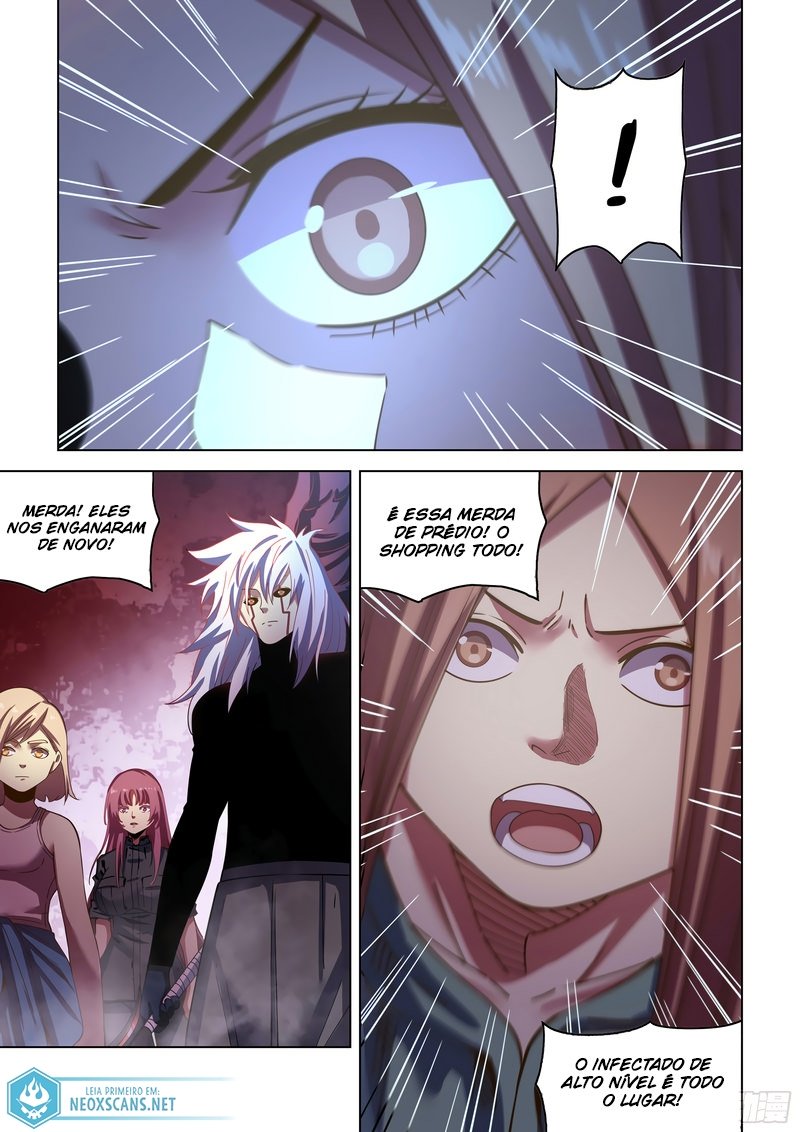 !
MERDA! ELES
NOS ENGANARAM
DE NOVO!
É ESSA MERDA
DE PRÉDIO! O
SHOPPING TODO!
O INFECTADO DE
ALTO NÍVEL É TODO
O LUGAR!
LEIA PRIMEIRO EM:
NEOXSCANS.NET